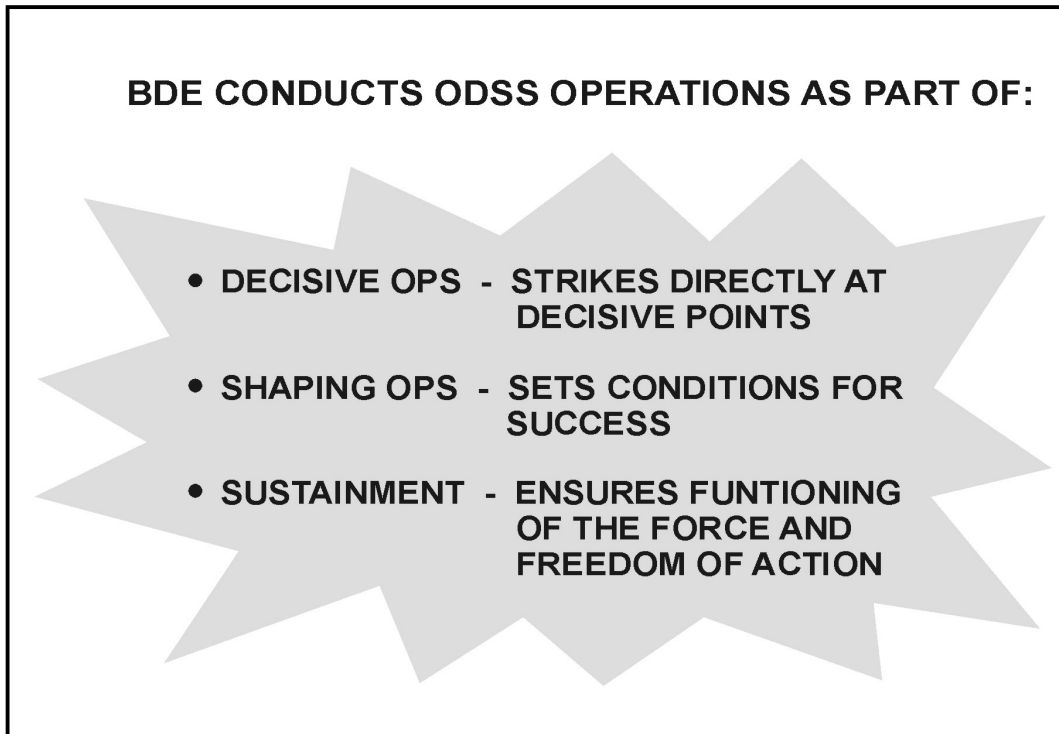 BDE CONDUCTS ODSS OPERATIONS AS PART OF:
• DECISIVE OPS - STRIKES DIRECTLY AT
DECISIVE POINTS
• SHAPING OPS - SETS CONDITIONS FOR
SUCCESS
• SUSTAINMENT - ENSURES FUNTIONING
OF THE FORCE AND
FREEDOM OF ACTION